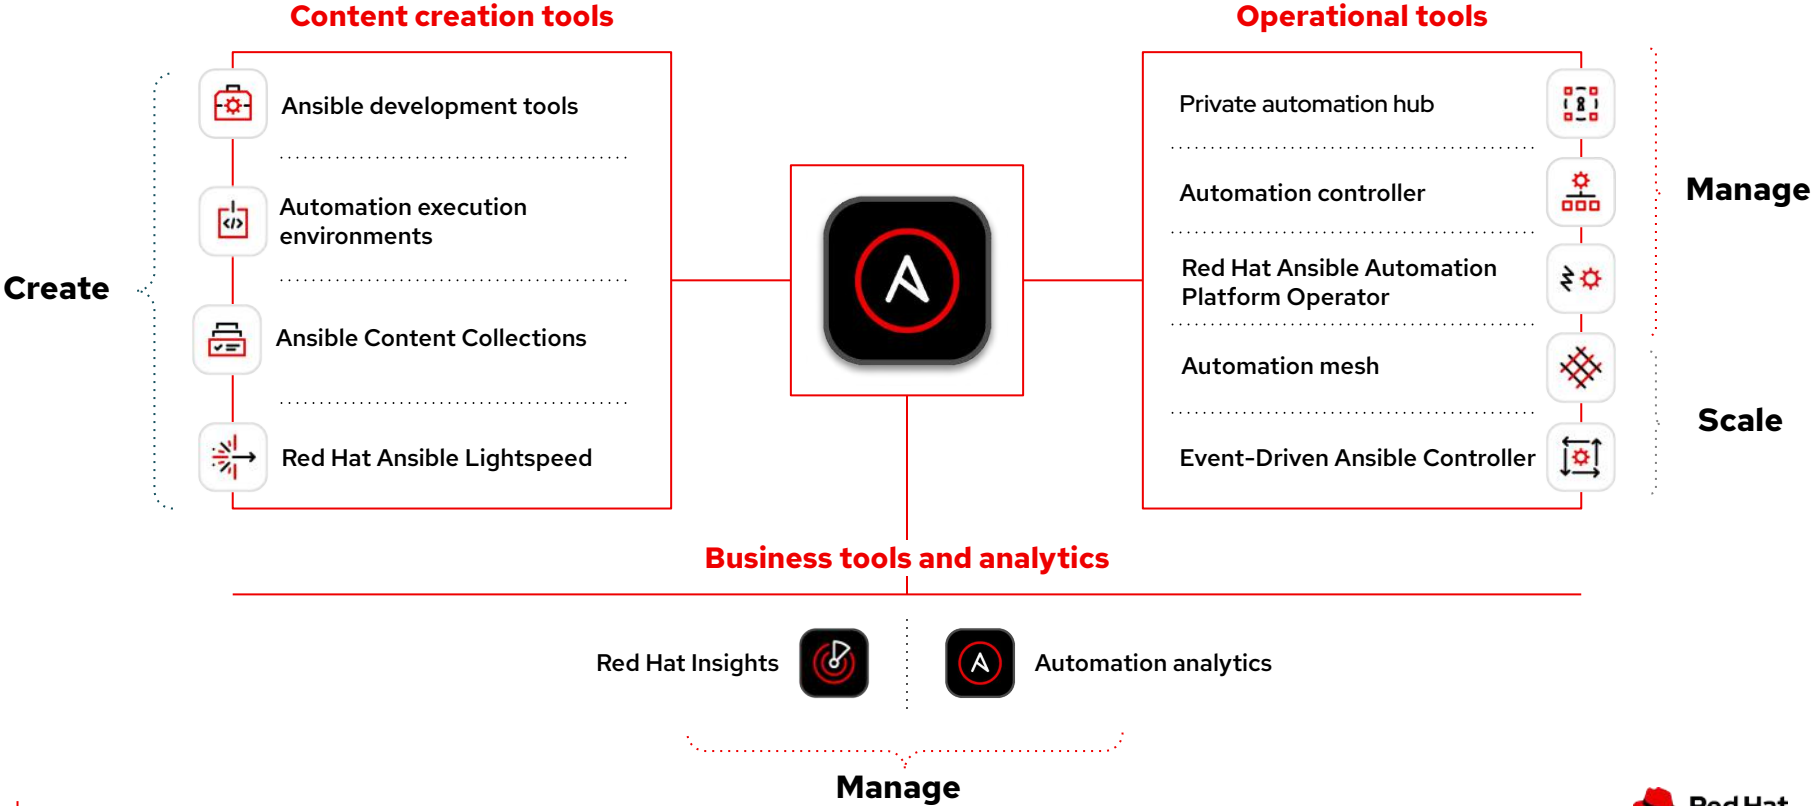 Content creation tools
Operational tools
Create
Ansible development tools
Automation execution
environments
Ansible Content Collections
Red Hat Ansible Lightspeed
Private automation hub
Automation controller
Red Hat Ansible Automation
Platform Operator
Automation mesh
Event-Driven Ansible Controller
Manage
Scale
Business tools and analytics
Red Hat Insights
Automation analytics
Manage
Red Hat